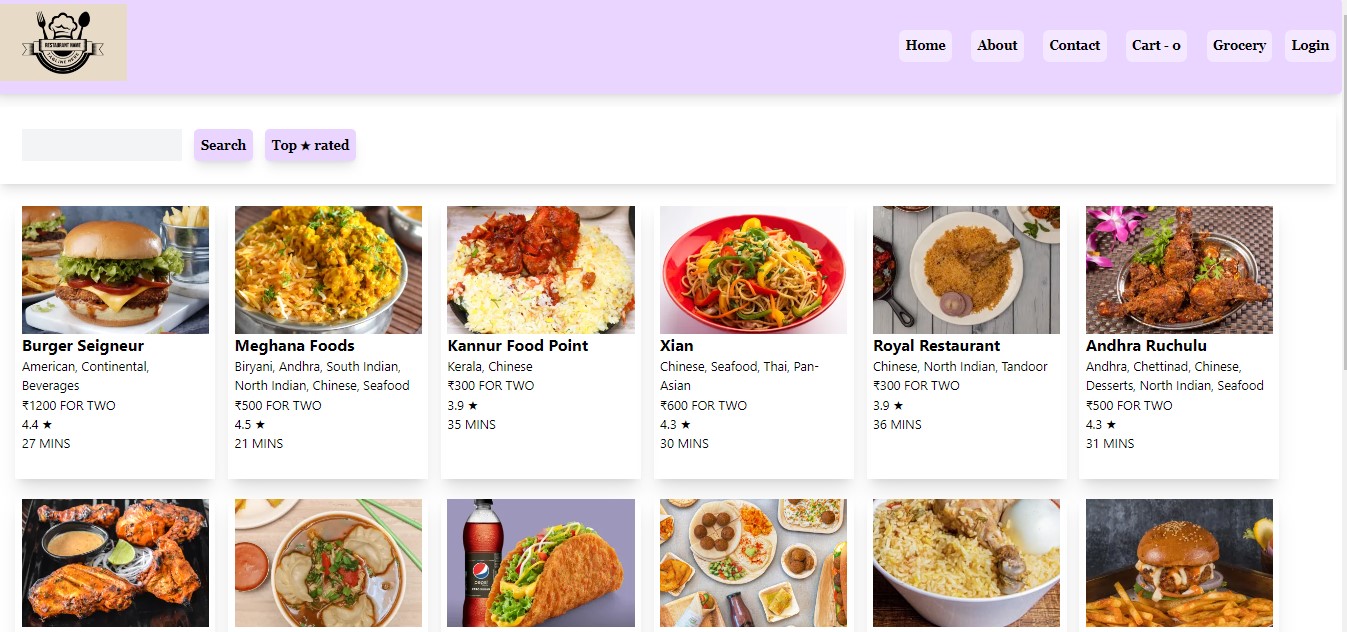 RESTAURANT NAME
TAGLINE HERE
Home
About
Contact
Cart - 0
Grocery
Login
Search
Top ★ rated
Burger Seigneur
American, Continental,
Beverages
₹1200 FOR TWO
4.4 ★
27 MINS
Meghana Foods
Biryani, Andhra, South Indian,
North Indian, Chinese, Seafood
₹500 FOR TWO
4.5 ★
21 MINS
Kannur Food Point
Kerala, Chinese
₹300 FOR TWO
3.9 ★
35 MINS
Xian
Chinese, Seafood, Thai, Pan-
Asian
₹600 FOR TWO
4.3 ★
30 MINS
Royal Restaurant
Chinese, North Indian, Tandoor
₹300 FOR TWO
3.9 ★
36 MINS
Andhra Ruchulu
Andhra, Chettinad, Chinese,
Desserts, North Indian, Seafood
₹500 FOR TWO
4.3 ★
31 MINS
pepsi